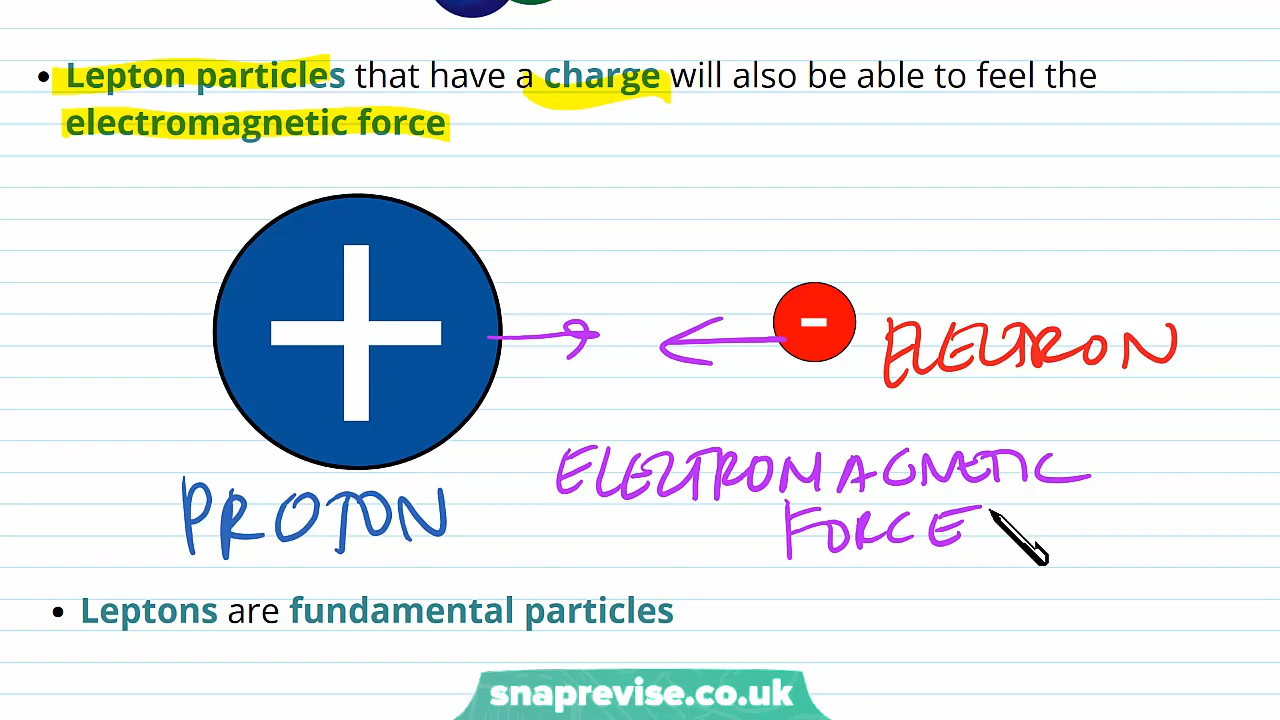 • Lepton particles that have a charge will also be able to feel the
electromagnetic force
+
-
ELECTRON
ELECTROMAGNETIC
FORCE
PROTON
• Leptons are fundamental particles
snaprevise.co.uk